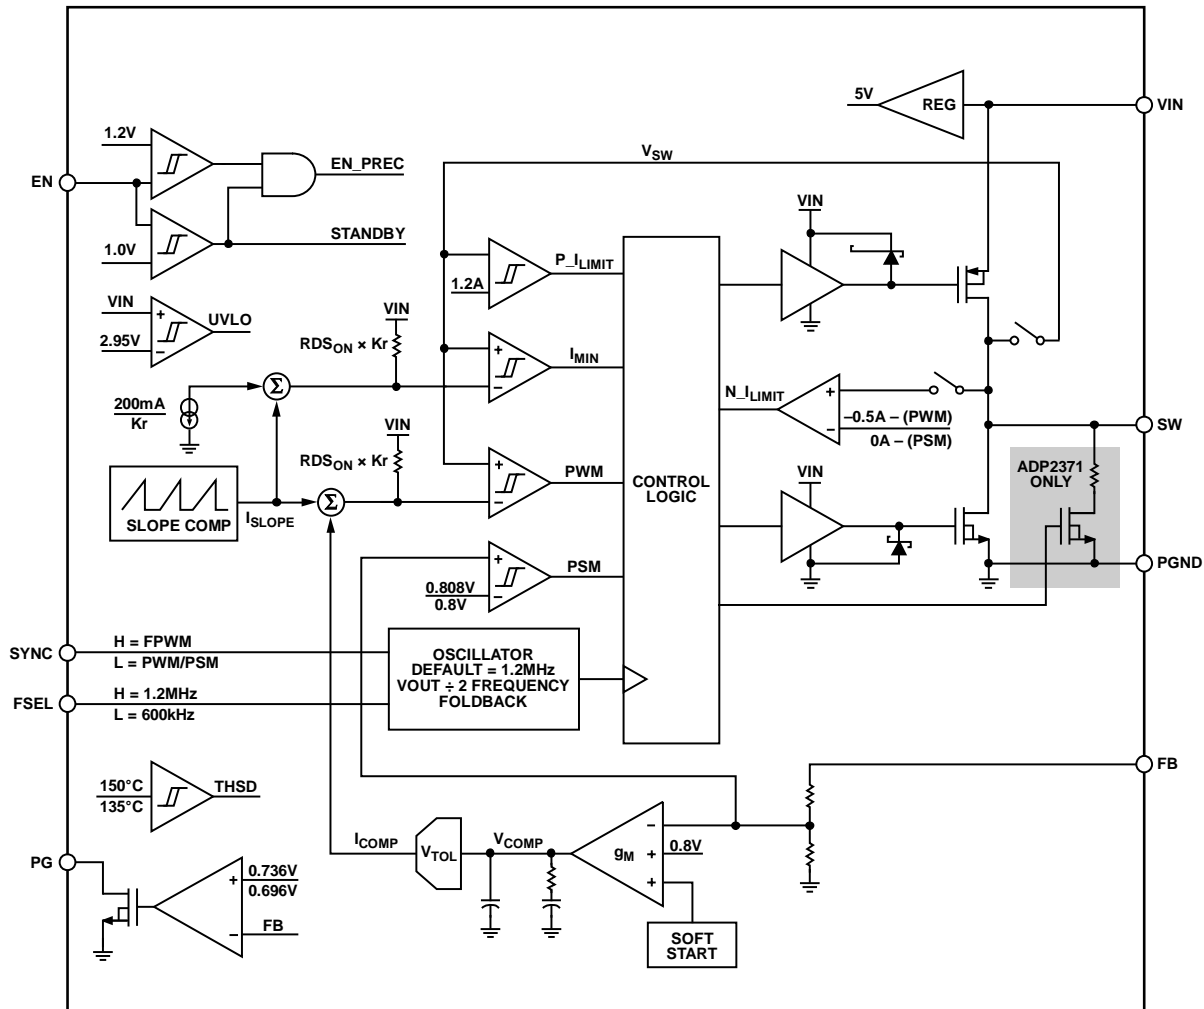 5V
REG
VIN
1.2V
EN_PREC
EN
STANDBY
1.0V
VSW
VIN
P_ILIMIT
1.2A
VIN
+
UVLO
2.95V
−
VIN
RDSON × Kr
+
IMIN
−
200mA
Kr
Σ
N_ILIMIT
+
−0.5A – (PWM)
−
0A – (PSM)
SW
ADP2371
ONLY
VIN
RDSON × Kr
+
PWM
−
CONTROL
LOGIC
VIN
SLOPE COMP
ISLOPE
Σ
+
PSM
0.808V
−
0.8V
PGND
SYNC
H = FPWM
L = PWM/PSM
FSEL
H = 1.2MHz
L = 600kHz
OSCILLATOR
DEFAULT = 1.2MHz
VOUT ÷ 2 FREQUENCY
FOLDBACK
FB
150°C
135°C
THSD
ICOMP
VTOL
VCOMP
gM
−
+
0.8V
+
SOFT
START
PG
+
0.736V
0.696V
−
FB